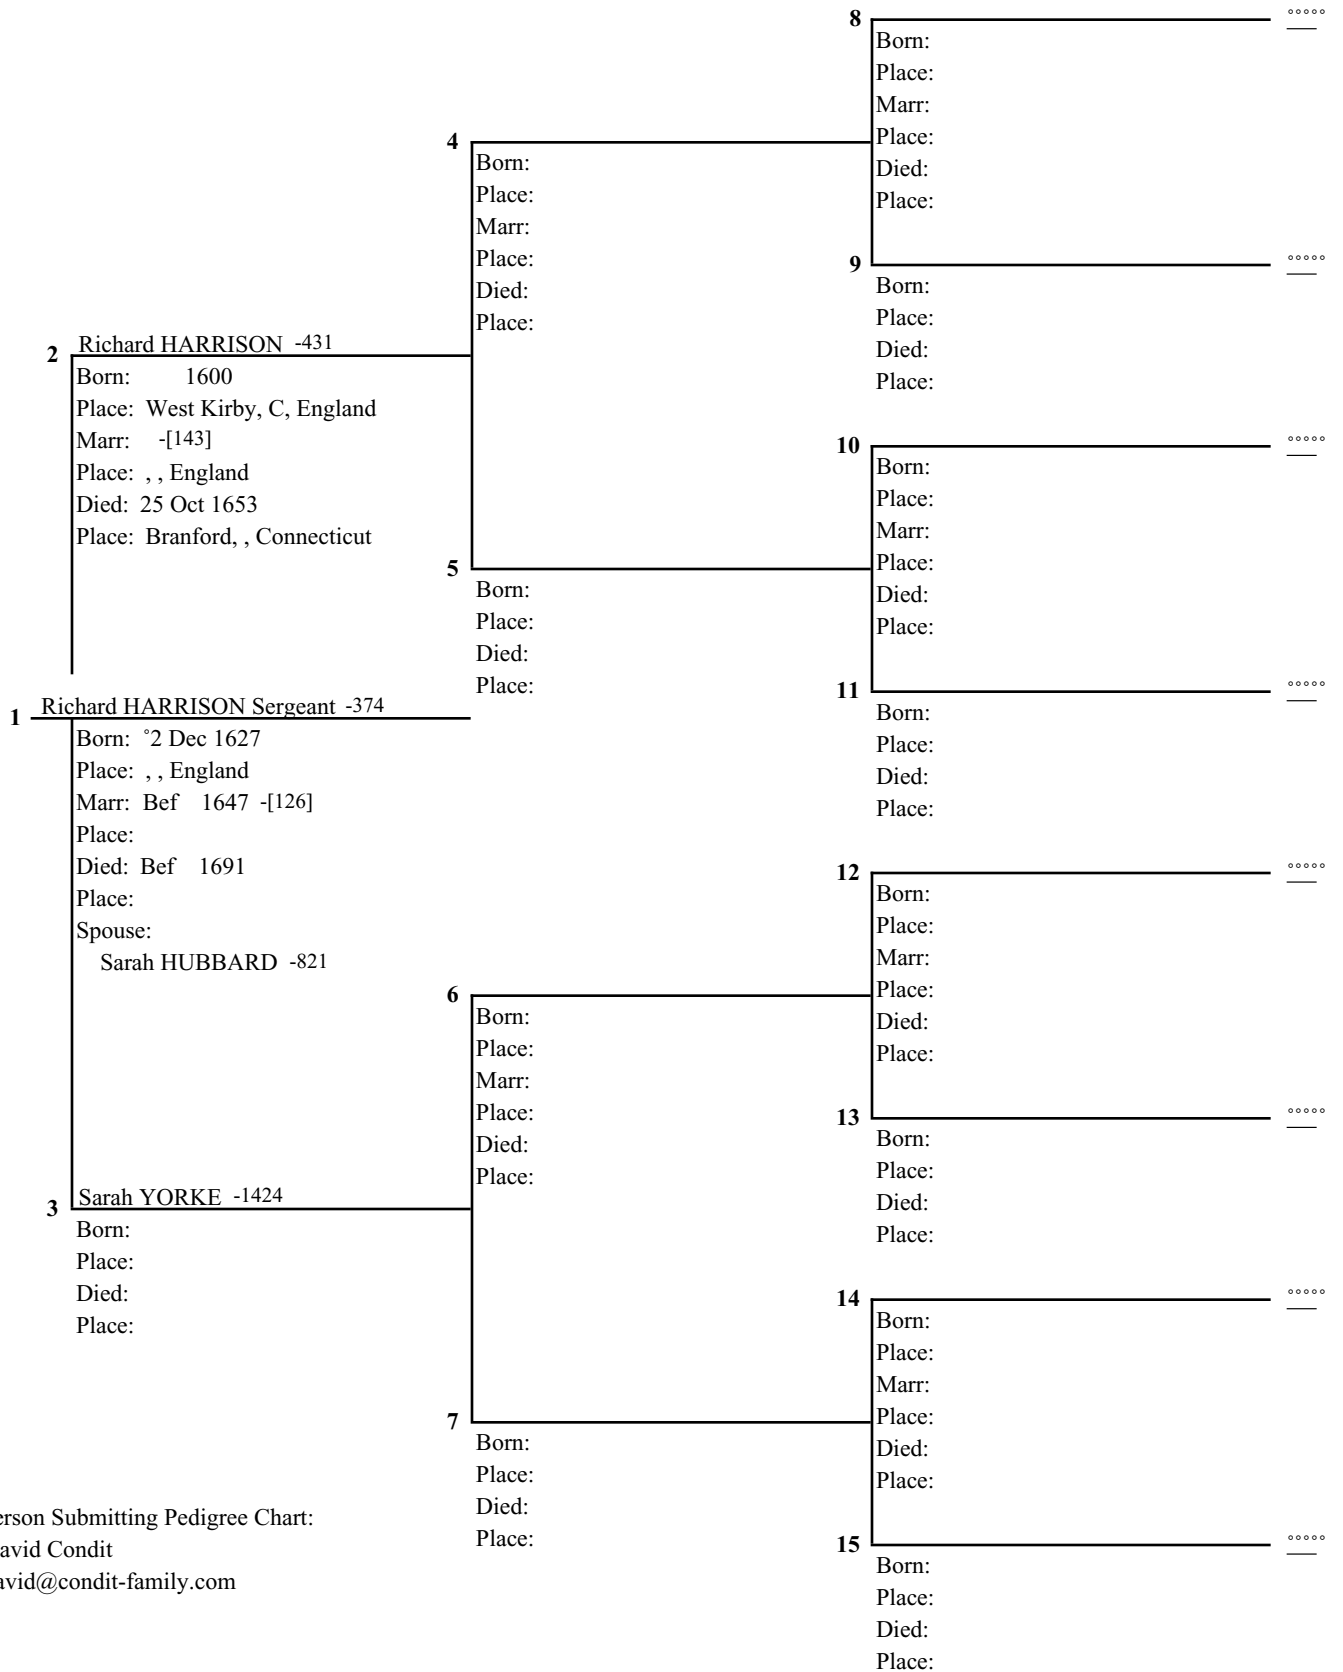 8
°°°°°
Born:
Place:
Marr:
Place:
Died:
Place:
4
Born:
Place:
Marr:
Place:
Died:
Place:
9
°°°°°
Born:
Place:
Died:
Place:
2 Richard HARRISON -431
Born: 1600
Place: West Kirby, C, England
Marr: -[143]
Place: , , England
Died: 25 Oct 1653
Place: Branford, , Connecticut
10
°°°°°
Born:
Place:
Marr:
Place:
Died:
Place:
5
Born:
Place:
Died:
Place:
11
°°°°°
Born:
Place:
Died:
Place:
1 Richard HARRISON Sergeant -374
Born: °2 Dec 1627
Place: , , England
Marr: Bef 1647 -[126]
Place:
Died: Bef 1691
Place:
Spouse:
Sarah HUBBARD -821
12
°°°°°
Born:
Place:
Marr:
Place:
Died:
Place:
6
Born:
Place:
Marr:
Place:
Died:
Place:
13
°°°°°
Born:
Place:
Died:
Place:
3 Sarah YORKE -1424
Born:
Place:
Died:
Place:
14
°°°°°
Born:
Place:
Marr:
Place:
Died:
Place:
7
Born:
Place:
Died:
Place:
15
°°°°°
Born:
Place:
Died:
Place:
erson Submitting Pedigree Chart:
avid Condit
avid@condit-family.com